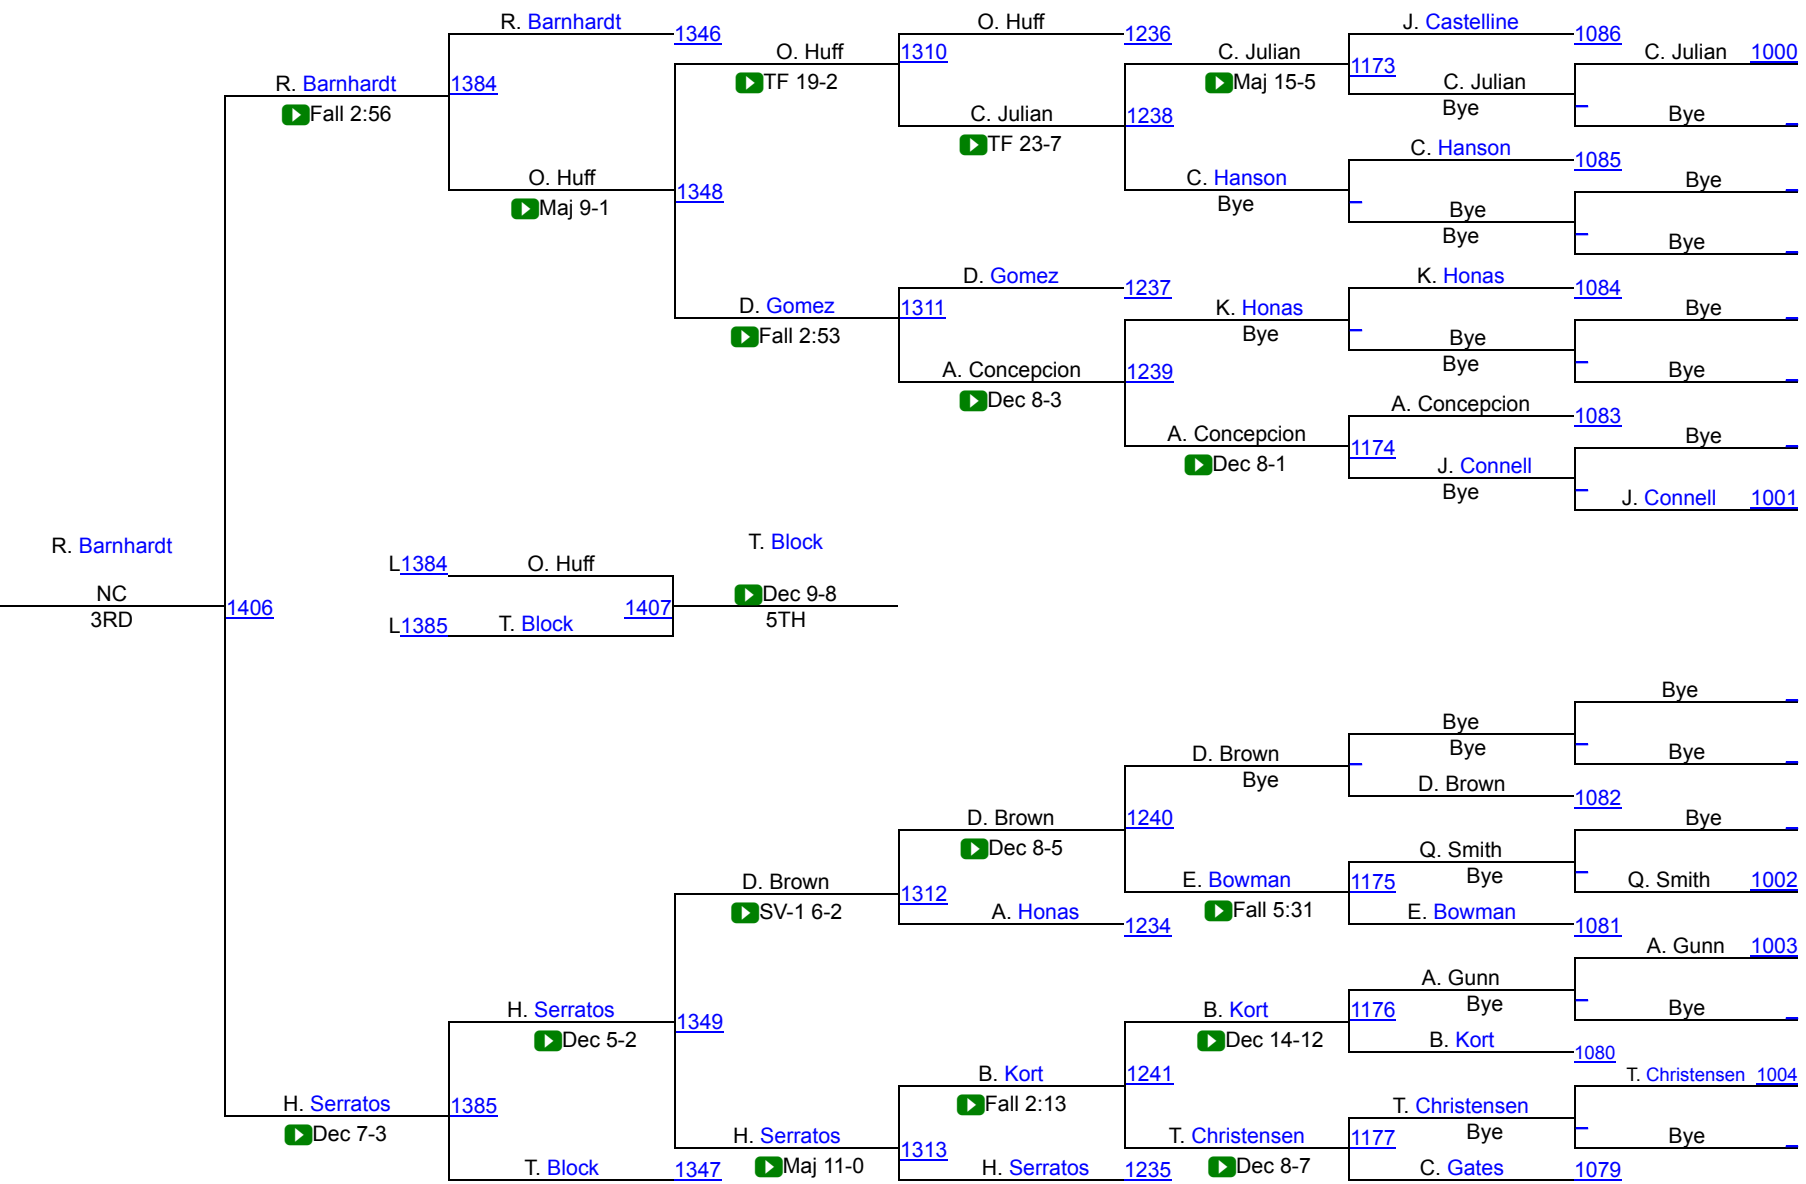 R. Barnhardt
1346
O. Huff
TF 19-2
O. Huff
1236
C. Julian
Maj 15-5
J. Castelline
1086
C. Julian 1000
R. Barnhardt
Fall 2:56
1384
1310
1173
C. Julian
Bye
Bye
C. Julian
TF 23-7
1238
C. Hanson
1085
O. Huff
Maj 9-1
1348
C. Hanson
Bye
Bye
Bye
Bye
Bye
D. Gomez
Fall 2:53
D. Gomez
1237
1311
K. Honas
Bye
K. Honas
1084
Bye
Bye
Bye
Bye
A. Concepcion
Dec 8-3
1239
A. Concepcion
1083
A. Concepcion
Dec 8-1
1174
J. Connell
Bye
Bye
J. Connell 1001
R. Barnhardt
NC
3RD
1406
L1384
O. Huff
L1385
T. Block
1407
T. Block
Dec 9-8
5TH
Bye
Bye
Bye
Bye
D. Brown
Bye
D. Brown
1082
D. Brown
Dec 8-5
1240
Bye
Q. Smith
Bye
Q. Smith 1002
D. Brown
SV-1 6-2
1312
A. Honas
1234
E. Bowman
Fall 5:31
1175
E. Bowman
1081
A. Gunn 1003
A. Gunn
Bye
Bye
H. Serratos
Dec 5-2
1349
B. Kort
Dec 14-12
1176
B. Kort
1080
B. Kort
Fall 2:13
1241
T. Christensen 1004
H. Serratos
Dec 7-3
1385
T. Christensen
Bye
Bye
H. Serratos
Maj 11-0
1313
T. Christensen
Dec 8-7
1177
T. Block
1347
H. Serratos
1235
C. Gates
1079